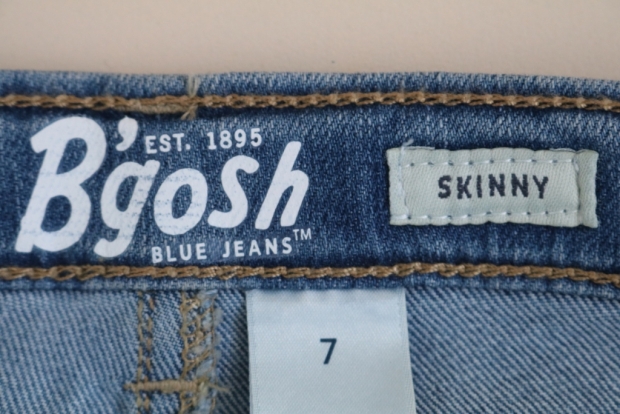 EST. 1895
B'gosh
BLUE JEANS™
SKINNY
7